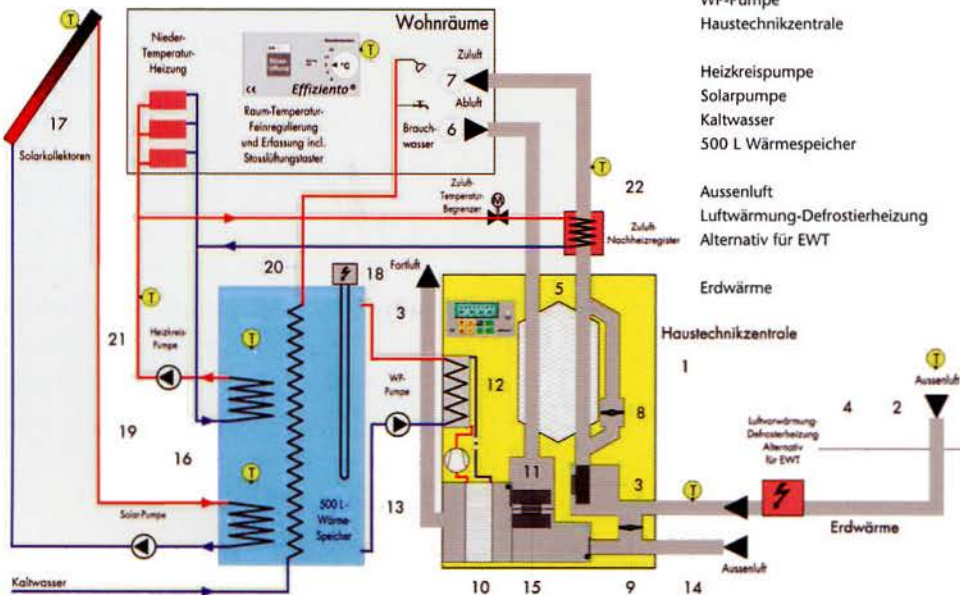 Wohnräume
Nieder-
Temperatur-
Heizung
°C
Effiziento®
CE
Raum-Temperatur-
Feinregulierung
und Erfassung incl.
Stosslüftungstaster
Zuluft
7
Abluft
6
Brauch-
wasser
T
17
Solarkollektoren
T
T
22
Zuluft-
Temperatur-
Begrenzer
M
Zuluft-
Nachheizregister
WP-Pumpe
Haustechnikzentrale
Heizkreispumpe
Solarpumpe
Kaltwasser
500 L Wärmespeicher
Aussenluft
Luftwärmung-Defrostierheizung
Alternativ für EWT
Erdwärme
20
18
Fortluft
3
5
Haustechnikzentrale
1
T
21
Heizkreis-
Pumpe
T
WP-
Pumpe
12
8
T
Aussenluft
4
2
Luftvorwärmung-
Defrosterheizung
Alternativ
für EWT
19
16
T
11
3
T
Erdwärme
Solar-Pumpe
500 L-
Wärme-
Speicher
13
Aussenluft
Kaltwasser
10
15
9
14